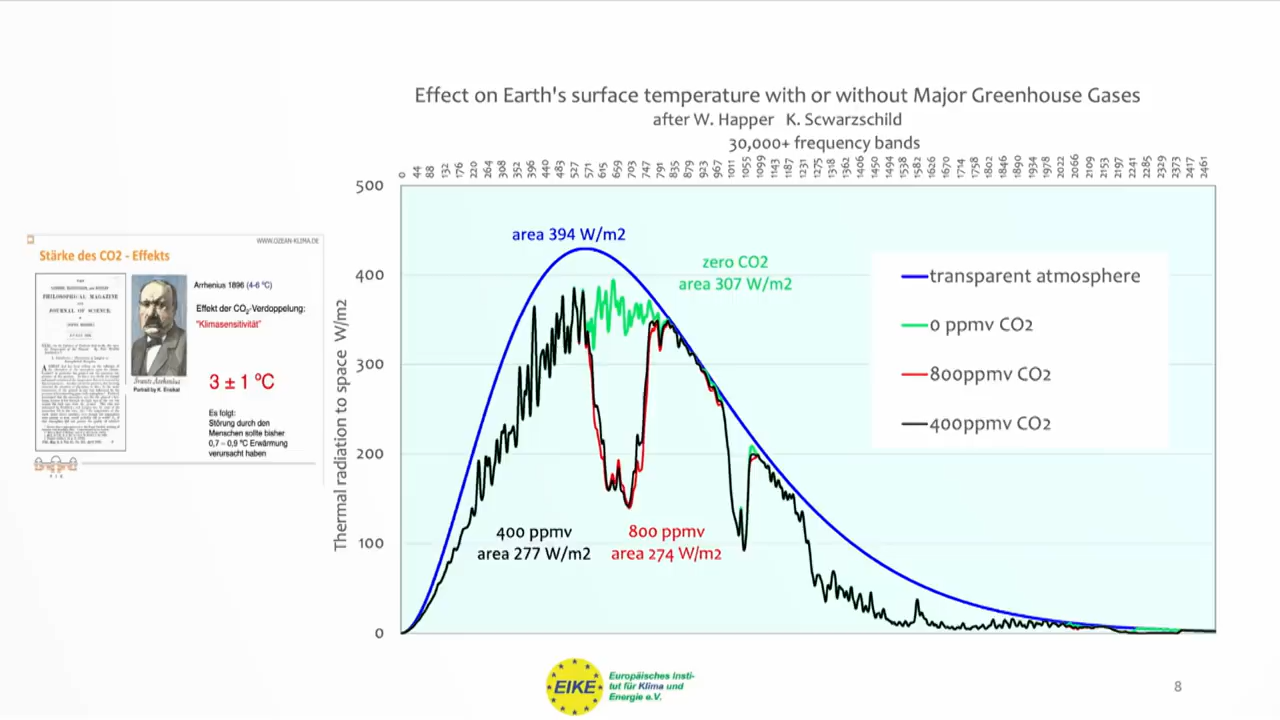 Effect on Earth's surface temperature with or without Major Greenhouse Gases
after W. Happer K. Scwarzschild
30,000+ frequency bands
0 44 88 132 176 220 264 308 352 396 440 483 527 571 615 659 703 747 791 835 879 923 967 1011 1055 1099 1143 1187 1231 1275 1318 1362 1406 1450 1494 1538 1582 1626 1670 1714 1758 1802 1846 1890 1934 1978 2022 2066 2109 2153 2197 2241 2285 2329 2373 2417 2461
500
400
300
200
100
0
Thermal radiation to space W/m2
area 394 W/m2
zero CO2
area 307 W/m2
transparent atmosphere
0 ppmv CO2
800ppmv CO2
400ppmv CO2
400 ppmv
area 277 W/m2
800 ppmv
area 274 W/m2
WWW.OZEAN-KLIMA.DE
Stärke des CO2 - Effekts
PHILOSOPHICAL MAGAZINE
JOURNAL OF SCIENCE.
Svante Arrhenius
Portrait by K. Enskat
Arrhenius 1896 (4-6 °C)
Effekt der CO2-Verdoppelung:
"Klimasensitivität"
3 ± 1 °C
Es folgt:
Störung durch den
Menschen sollte bisher
0,7 – 0,9 °C Erwärmung
verursacht haben
EIKE
Europäisches Insti-
tut für Klima und
Energie e.V.
8